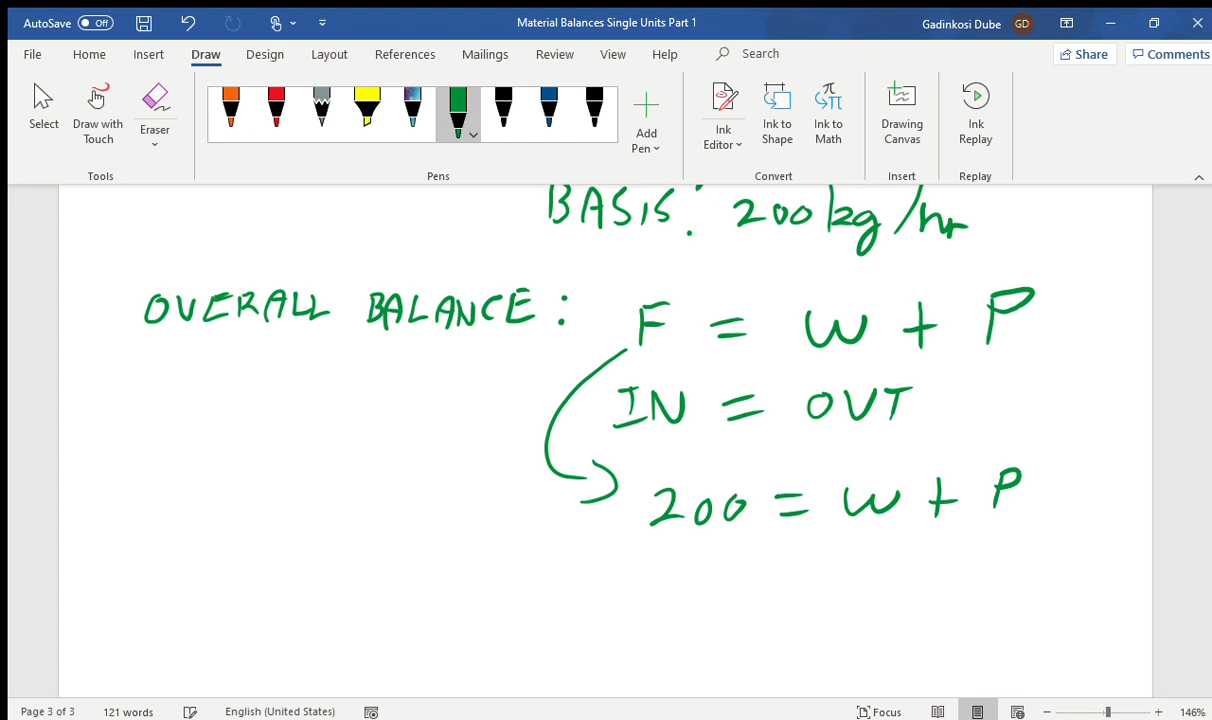 AutoSave Off Material Balances Single Units Part 1 Gadinkosi Dube GD
File Home Insert Draw Design Layout References Mailings Review View Help Search Share Comments
Select Draw with Touch Eraser Add Pen Ink Editor Ink to Shape Ink to Math Drawing Canvas Ink Replay
Tools Pens Convert Insert Replay
BASIS: 200 kg/hr
OVERALL BALANCE: F = W + P
IN = OUT
200 = W + P
Page 3 of 3 121 words English (United States) Focus 146%